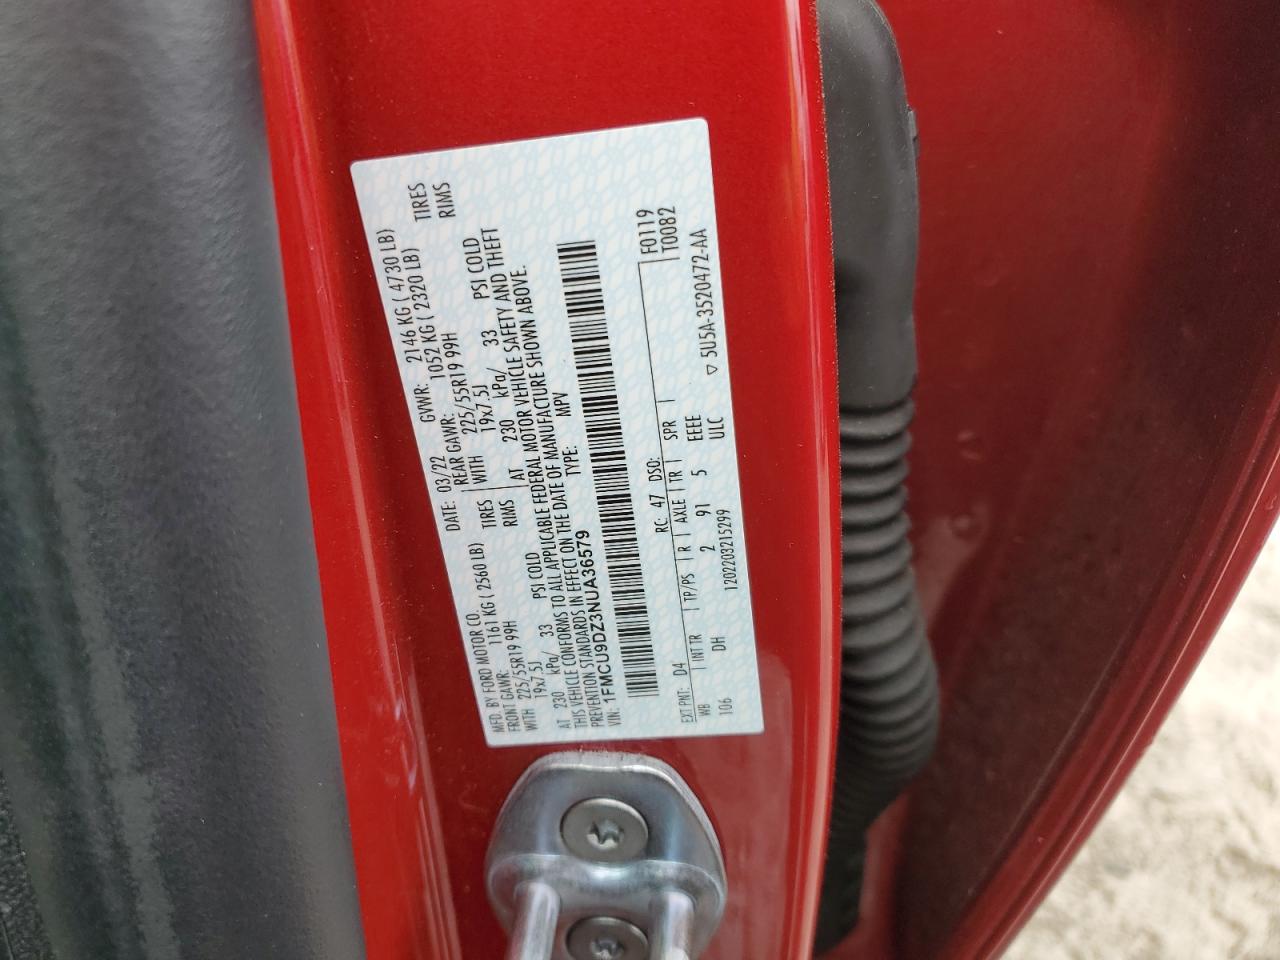 MFD. BY FORD MOTOR CO. DATE: 03/22 GVWR: 2146 KG ( 4730 LB)
FRONT GAWR: 1161 KG ( 2560 LB) REAR GAWR: 1052 KG ( 2320 LB)
WITH 225/55R19 99H TIRES WITH 225/55R19 99H TIRES
19x7.5J RIMS 19x7.5J RIMS
AT 230 kPa/ 33 PSI COLD AT 230 kPa/ 33 PSI COLD
THIS VEHICLE CONFORMS TO ALL APPLICABLE FEDERAL MOTOR VEHICLE SAFETY AND THEFT
PREVENTION STANDARDS IN EFFECT ON THE DATE OF MANUFACTURE SHOWN ABOVE.
VIN: 1FMCU9DZ3NUA36579 TYPE: MPV
F0119
EXT PNT: D4 RC: 47 DSO: T0082
WB INT TR TP/PS R AXLE TR SPR
106 DH 2 91 5 EEEE
1202203215299 ULC ▽ 5U5A-3520472-AA